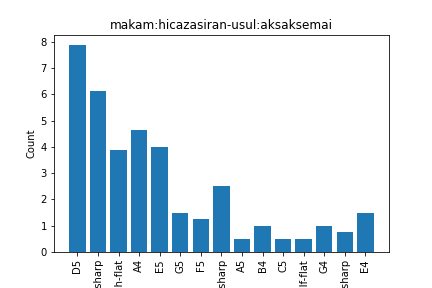 makam:hicazasiran-usul:aksaksemai
8
7
6
5
4
3
2
1
0
Count
D5
sharp
h-flat
A4
E5
G5
F5
sharp
A5
B4
C5
lf-flat
G4
sharp
E4